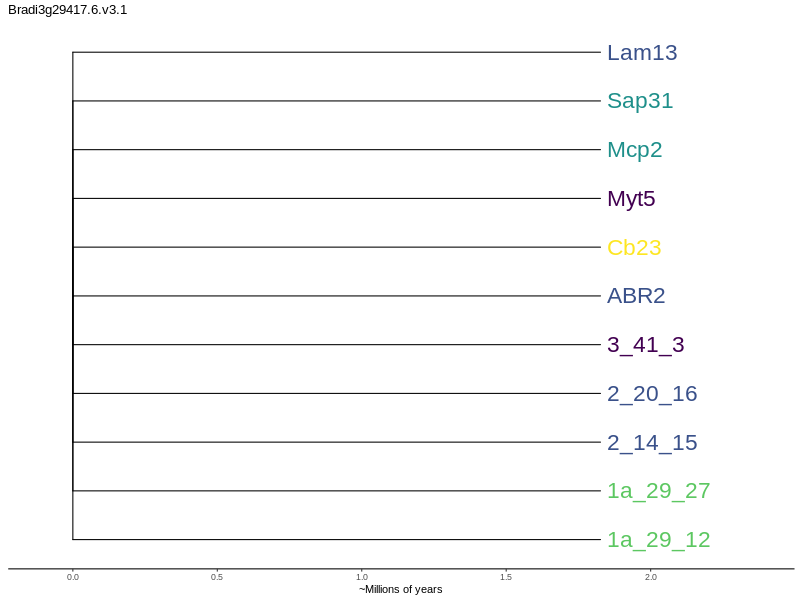 Bradi3g29417.6.v3.1
Lam13
Sap31
Mcp2
Myt5
Cb23
ABR2
3_41_3
2_20_16
2_14_15
1a_29_27
1a_29_12
0.0 0.5 1.0 1.5 2.0
~Millions of years